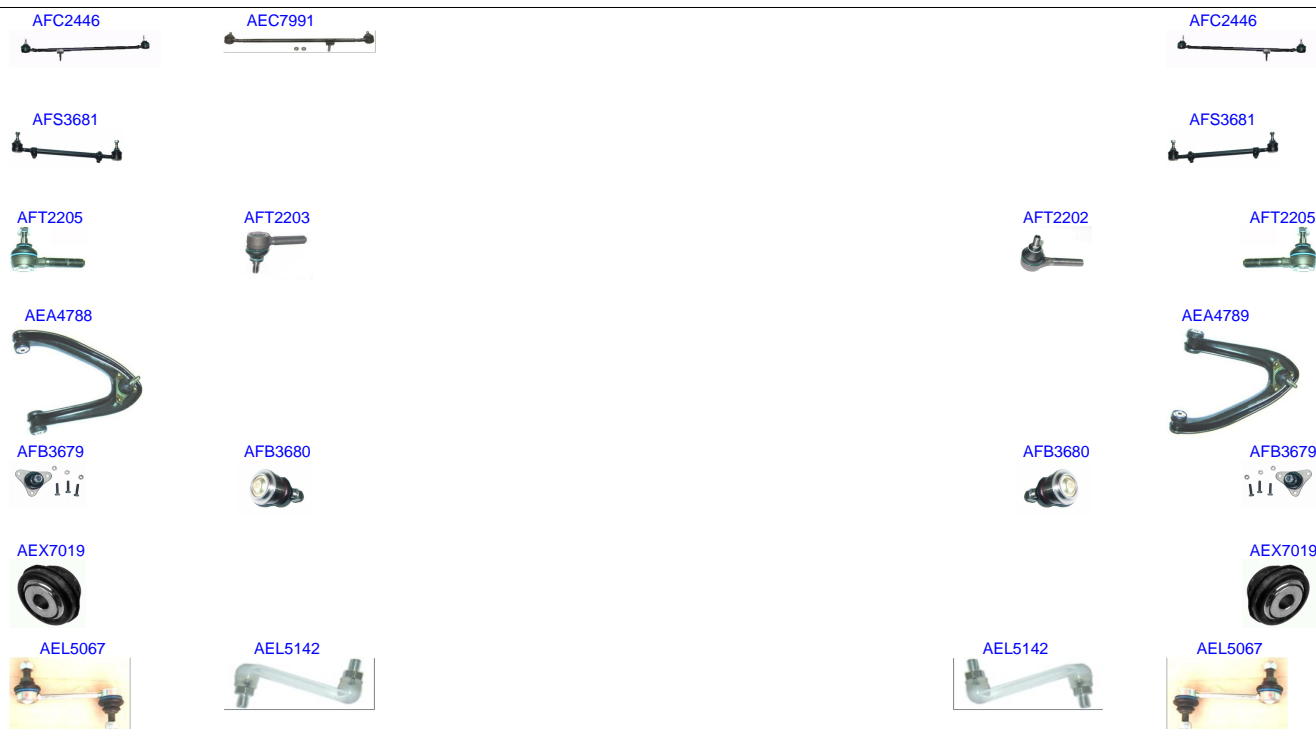 AFC2446 AEC7991 AFC2446
AFS3681 AFS3681
AFT2205 AFT2203 AFT2202 AFT2205
AEA4788 AEA4789
AFB3679 AFB3680 AFB3680 AFB3679
AEX7019 AEX7019
AEL5067 AEL5142 AEL5142 AEL5067